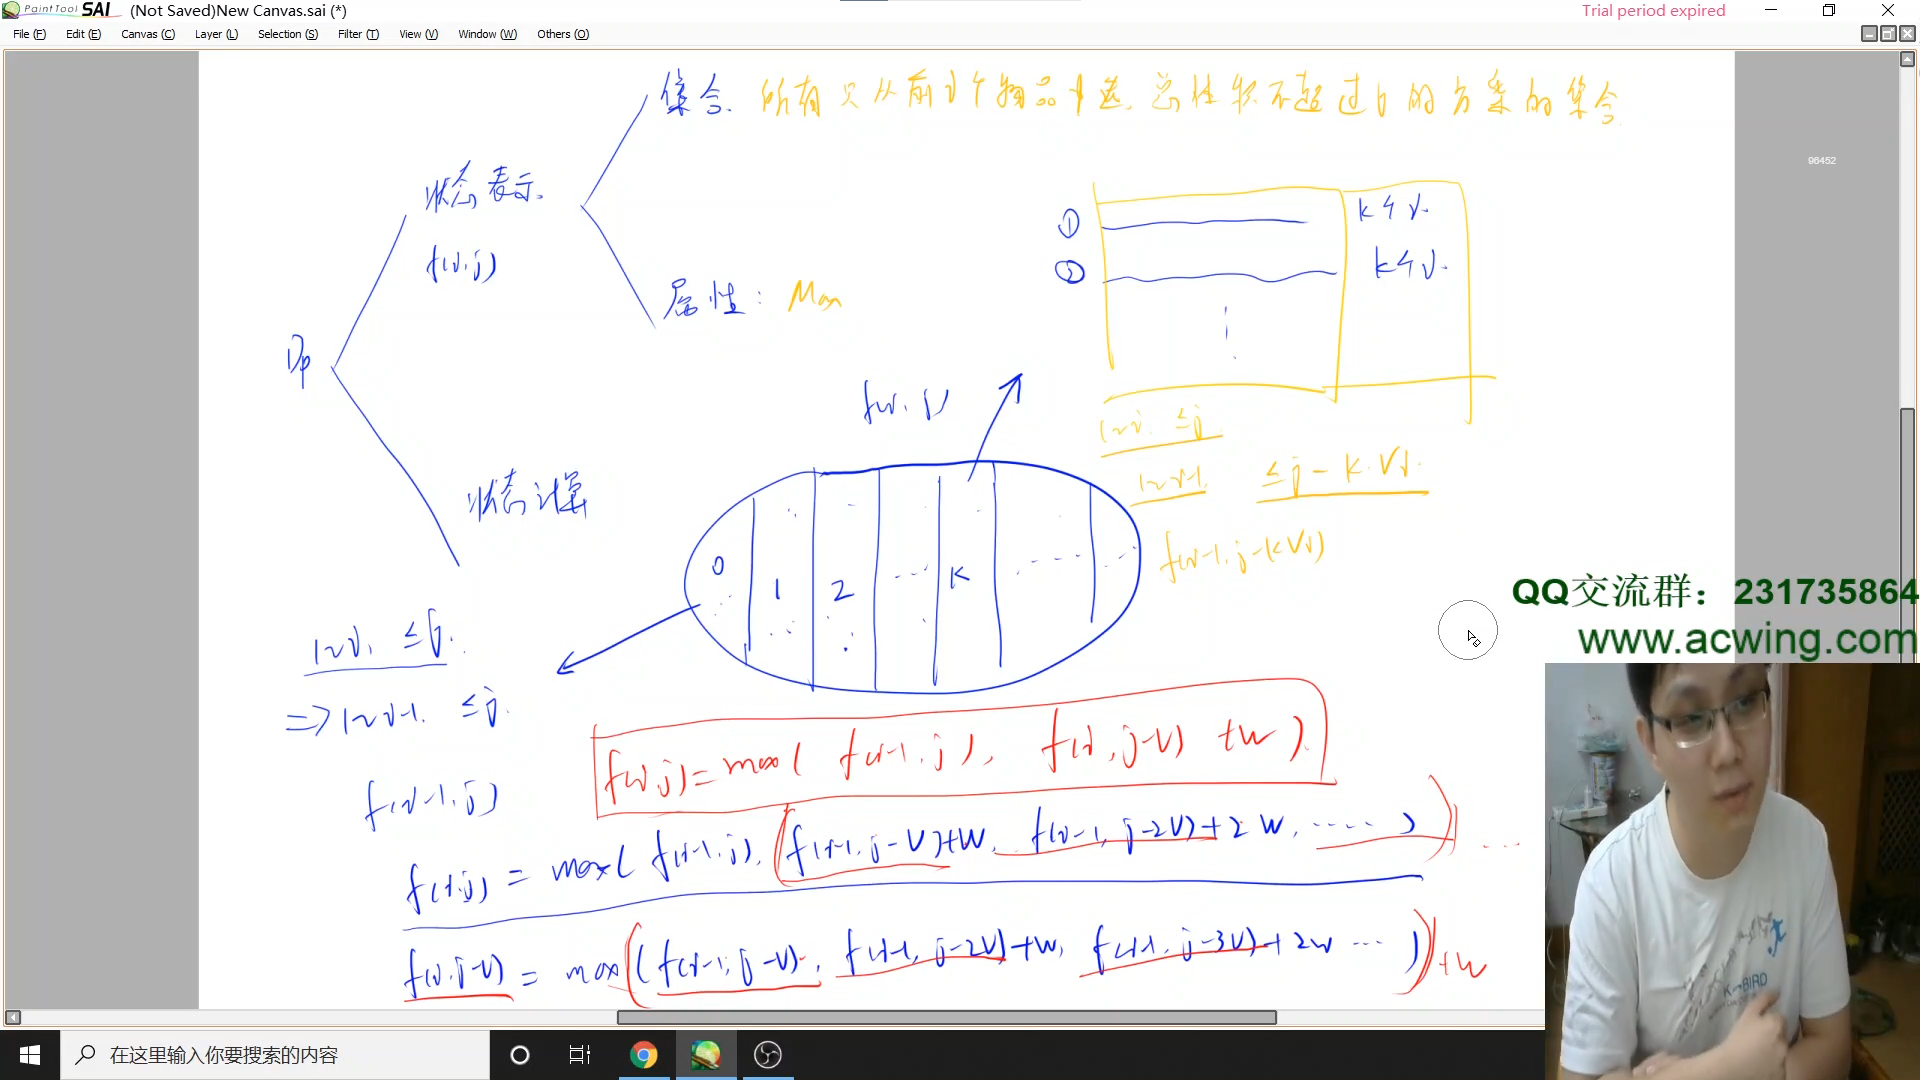 PaintTool SAI (Not Saved)New Canvas.sai (*)
Trial period expired
File (F) Edit (E) Canvas (C) Layer (L) Selection (S) Filter (T) View (V) Window (W) Others (O)
集合. 所有只从前i个物品中选,总体积不超过j的方案的集合
96452
状态表示.
f(i,j)
属性: Max
① k个i.
② k个i.
Dp
f(i,j)
1~i. ≤j
1~i-1. ≤j-k·Vi.
f(i-1,j-kVi)
状态计算
0 1 2 ... k
QQ交流群:231735864
www.acwing.com
1~i, ≤j.
=> 1~i-1. ≤j.
f(i-1,j)
f(i,j)=max( f(i-1,j), f(i,j-v) +w ).
f(i,j) = max( f(i-1,j), f(i-1,j-v)+w, f(i-1,j-2v)+2w, ..... ) ...
f(i,j-v) = max( f(i-1,j-v), f(i-1,j-2v)+w, f(i-1,j-3v)+2w ... ) +w
K-BIRD
在这里输入你要搜索的内容